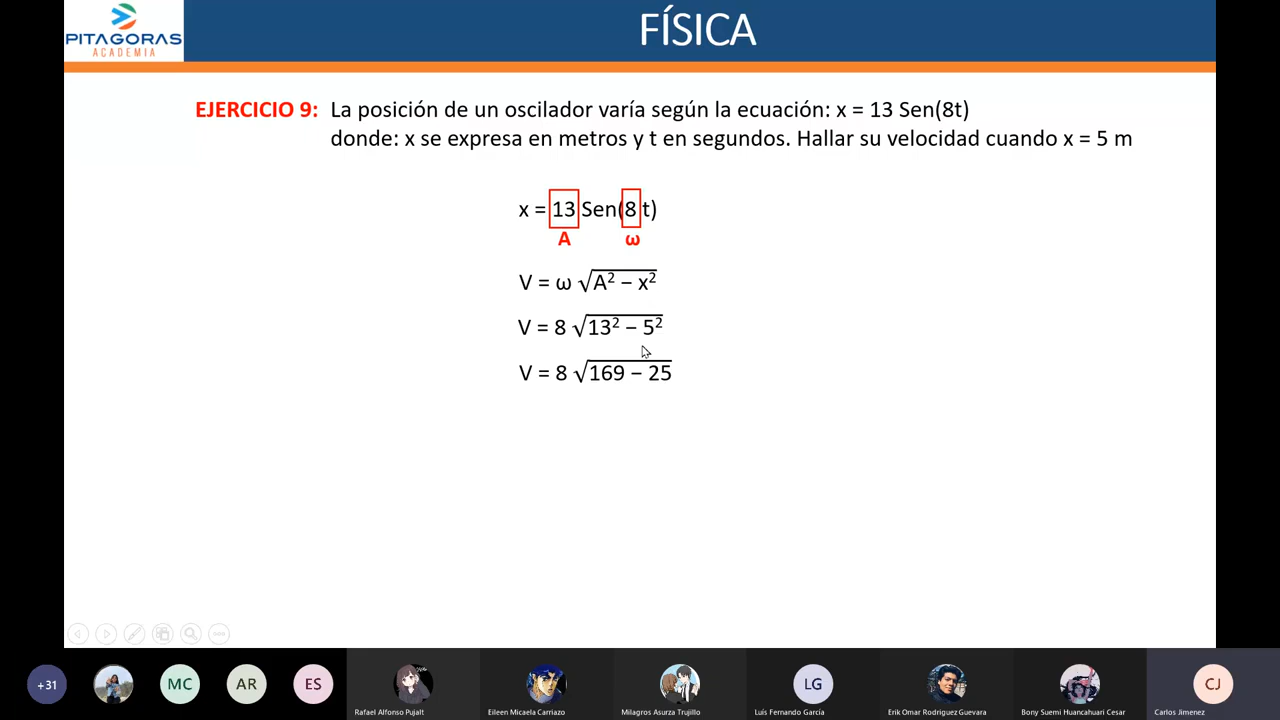 PITAGORAS
ACADEMIA
FÍSICA
EJERCICIO 9: La posición de un oscilador varía según la ecuación: x = 13 Sen(8t)
donde: x se expresa en metros y t en segundos. Hallar su velocidad cuando x = 5 m
x = 13 Sen(8 t)
A ω
V = ω √A² − x²
V = 8 √13² − 5²
V = 8 √169 − 25
+31 MC AR ES LG CJ
Rafael Alfonso Pujalt Eileen Micaela Carriazo Milagros Asurza Trujillo Luis Fernando García Erik Omar Rodriguez Guevara Bony Suemi Huancahuari Cesar Carlos Jimenez